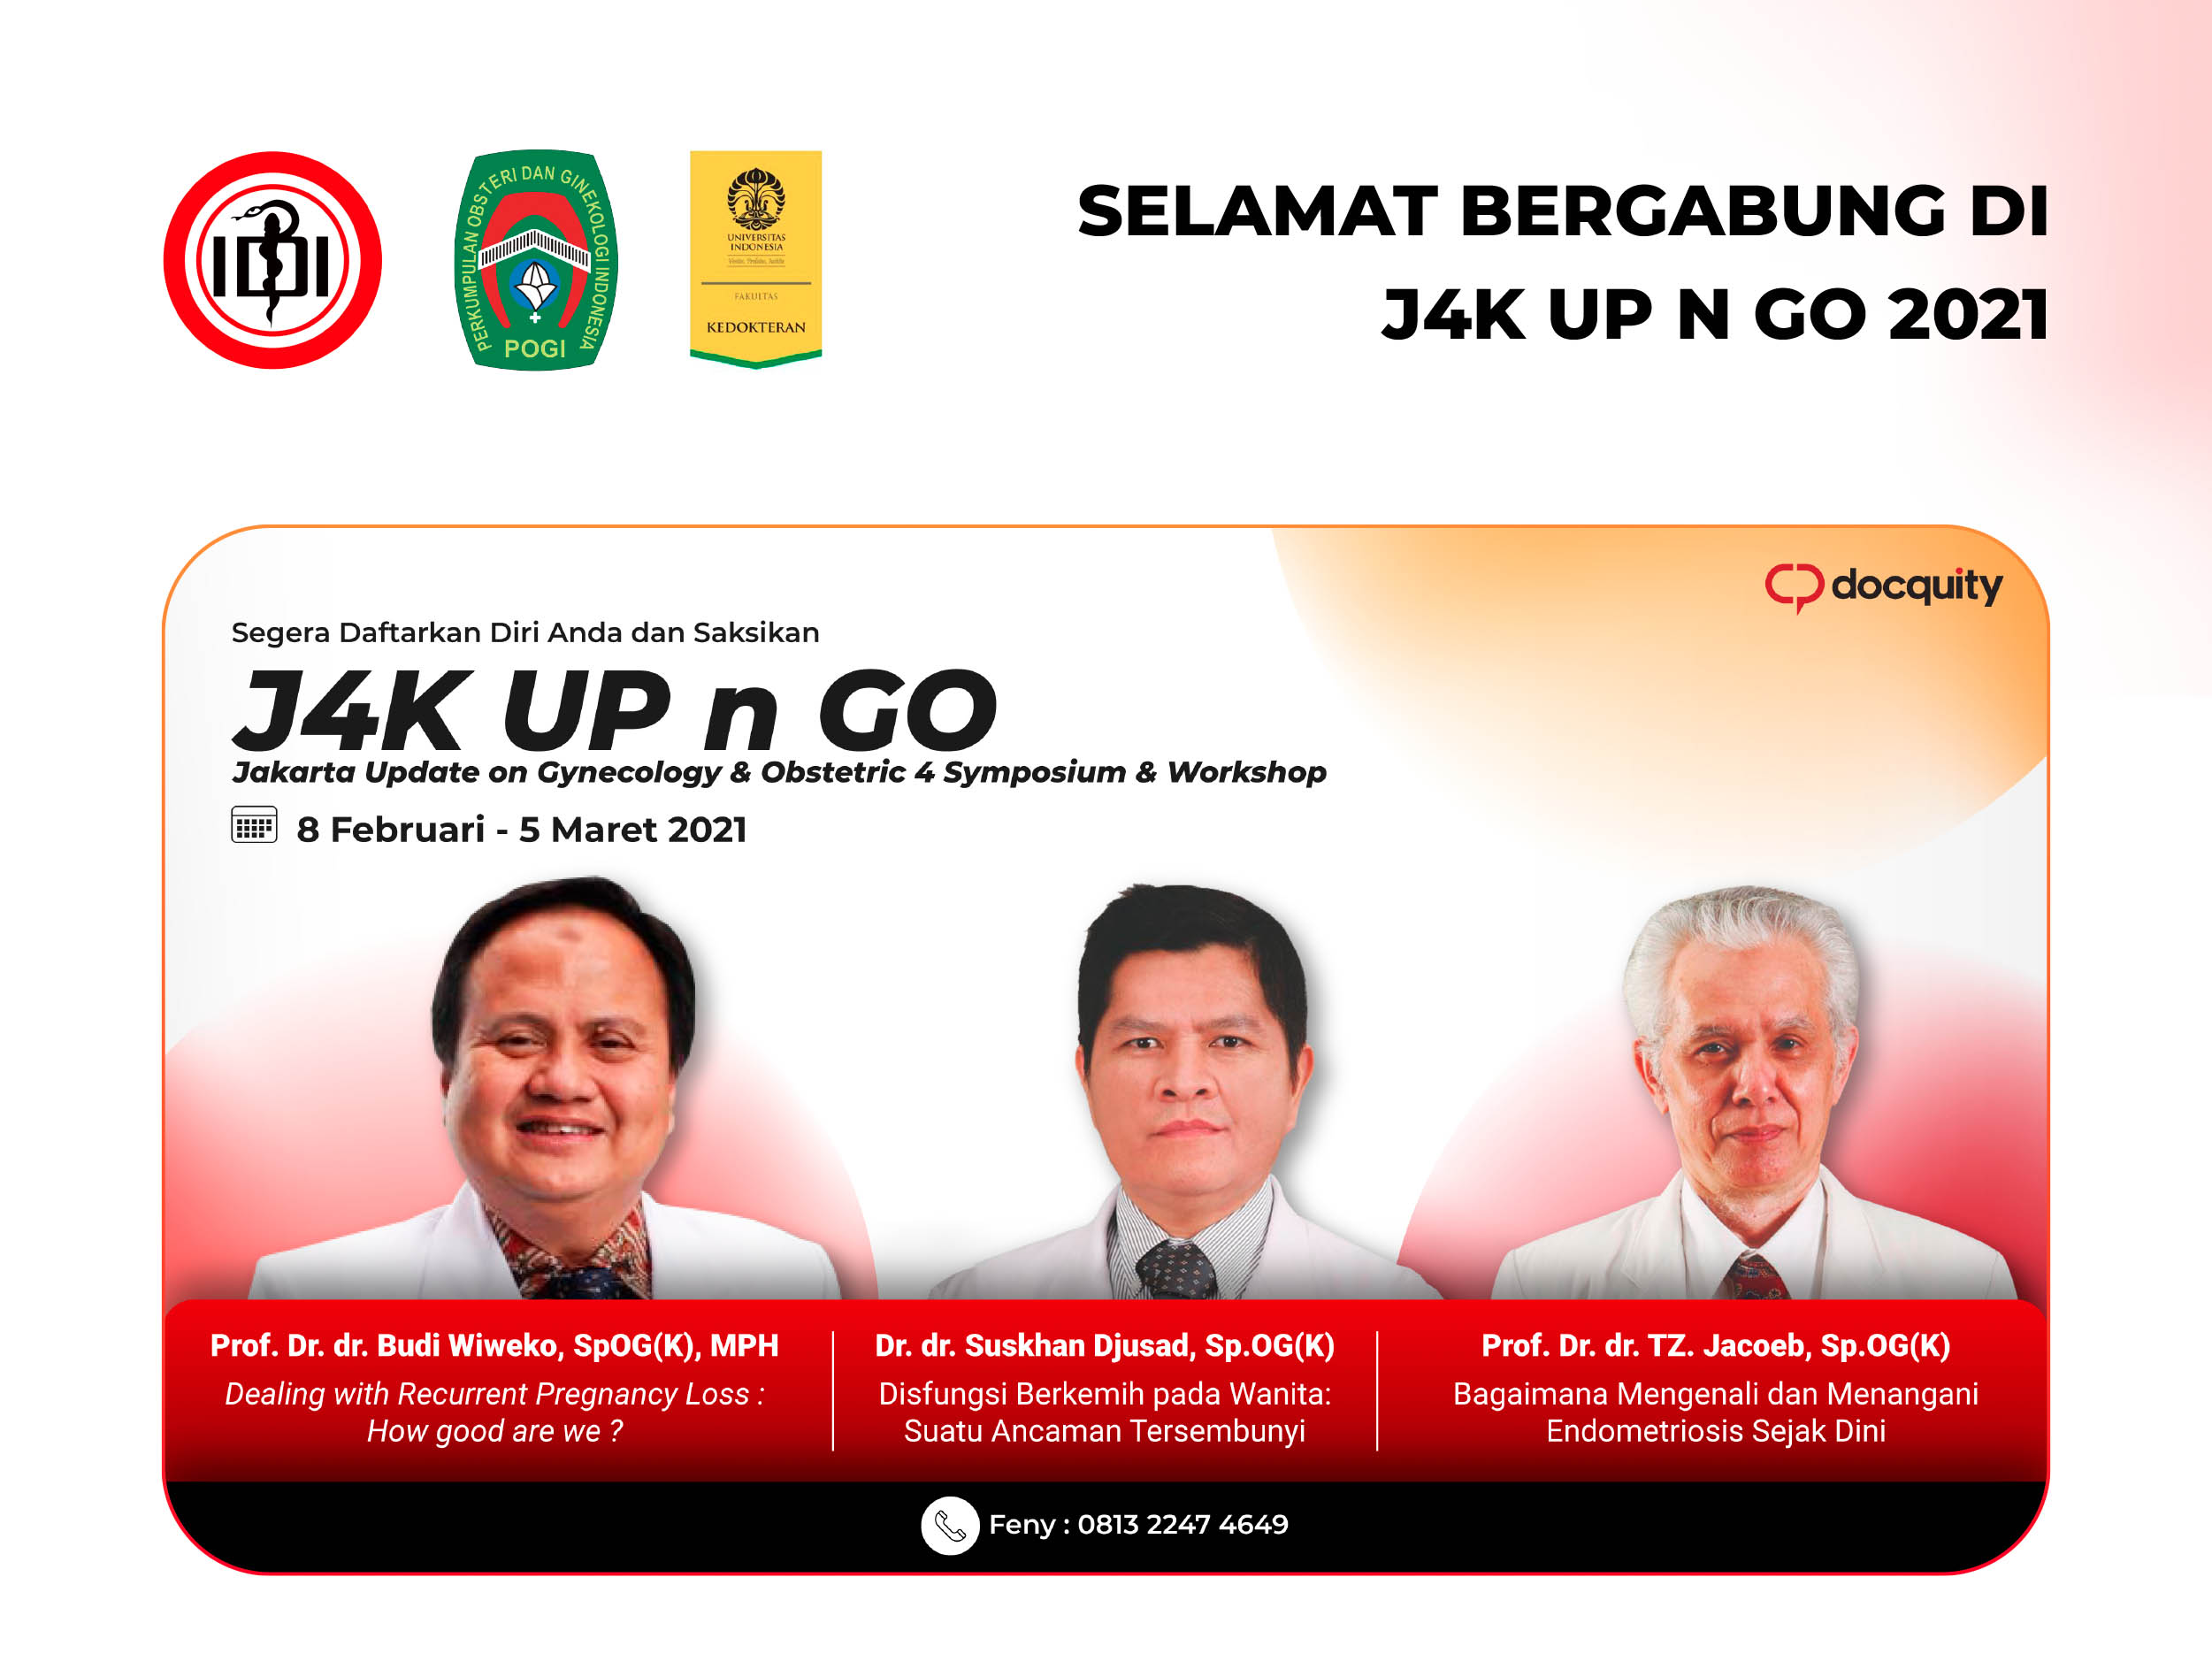 IDI
PERKUMPULAN OBSTETRI DAN GINEKOLOGI INDONESIA
POGI
UNIVERSITAS
INDONESIA
FAKULTAS
KEDOKTERAN
SELAMAT BERGABUNG DI
J4K UP N GO 2021
docquity
Segera Daftarkan Diri Anda dan Saksikan
J4K UP n GO
Jakarta Update on Gynecology & Obstetric 4 Symposium & Workshop
8 Februari - 5 Maret 2021
Prof. Dr. dr. Budi Wiweko, SpOG(K), MPH
Dealing with Recurrent Pregnancy Loss :
How good are we ?
Dr. dr. Suskhan Djusad, Sp.OG(K)
Disfungsi Berkemih pada Wanita:
Suatu Ancaman Tersembunyi
Prof. Dr. dr. TZ. Jacoeb, Sp.OG(K)
Bagaimana Mengenali dan Menangani
Endometriosis Sejak Dini
Feny : 0813 2247 4649